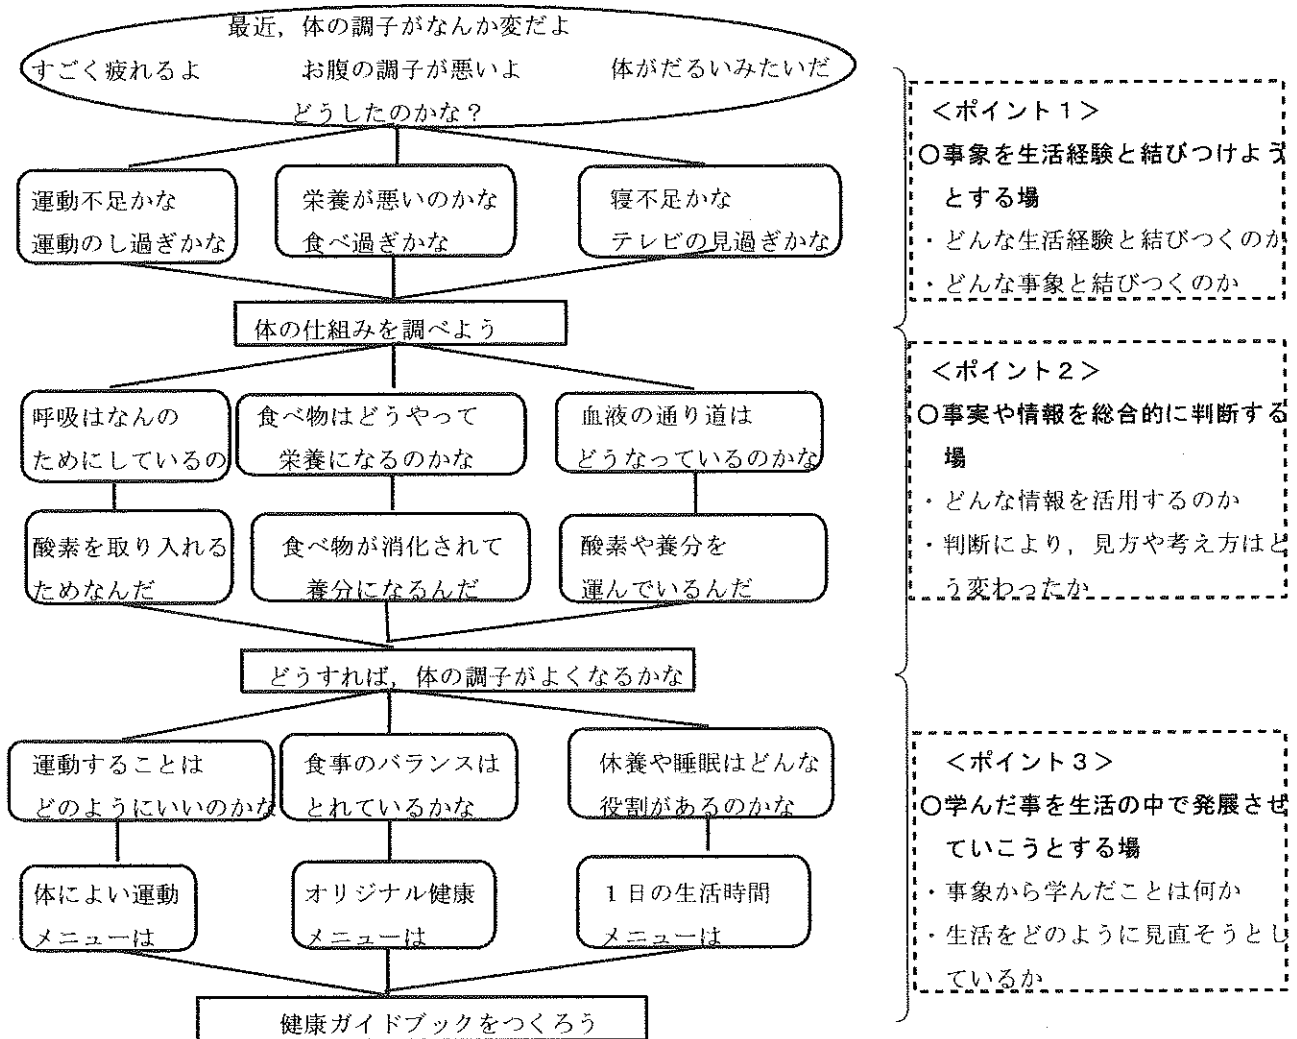 最近，体の調子がなんか変だよ
すごく疲れるよ　お腹の調子が悪いよ　体がだるいみたいだ
どうしたのかな？
運動不足かな
運動のし過ぎかな
栄養が悪いのかな
食べ過ぎかな
寝不足かな
テレビの見過ぎかな
体の仕組みを調べよう
呼吸はなんの
ためにしているの
食べ物はどうやって
栄養になるのかな
血液の通り道は
どうなっているのかな
酸素を取り入れる
ためなんだ
食べ物が消化されて
養分になるんだ
酸素や養分を
運んでいるんだ
どうすれば，体の調子がよくなるかな
運動することは
どのようにいいのかな
食事のバランスは
とれているかな
休養や睡眠はどんな
役割があるのかな
体によい運動
メニューは
オリジナル健康
メニューは
１日の生活時間
メニューは
健康ガイドブックをつくろう
＜ポイント１＞
○事象を生活経験と結びつけよう
とする場
・どんな生活経験と結びつくのか
・どんな事象と結びつくのか
＜ポイント２＞
○事実や情報を総合的に判断する
場
・どんな情報を活用するのか
・判断により，見方や考え方はど
う変わったか
＜ポイント３＞
○学んだ事を生活の中で発展させ
ていこうとする場
・事象から学んだことは何か
・生活をどのように見直そうとし
ているか